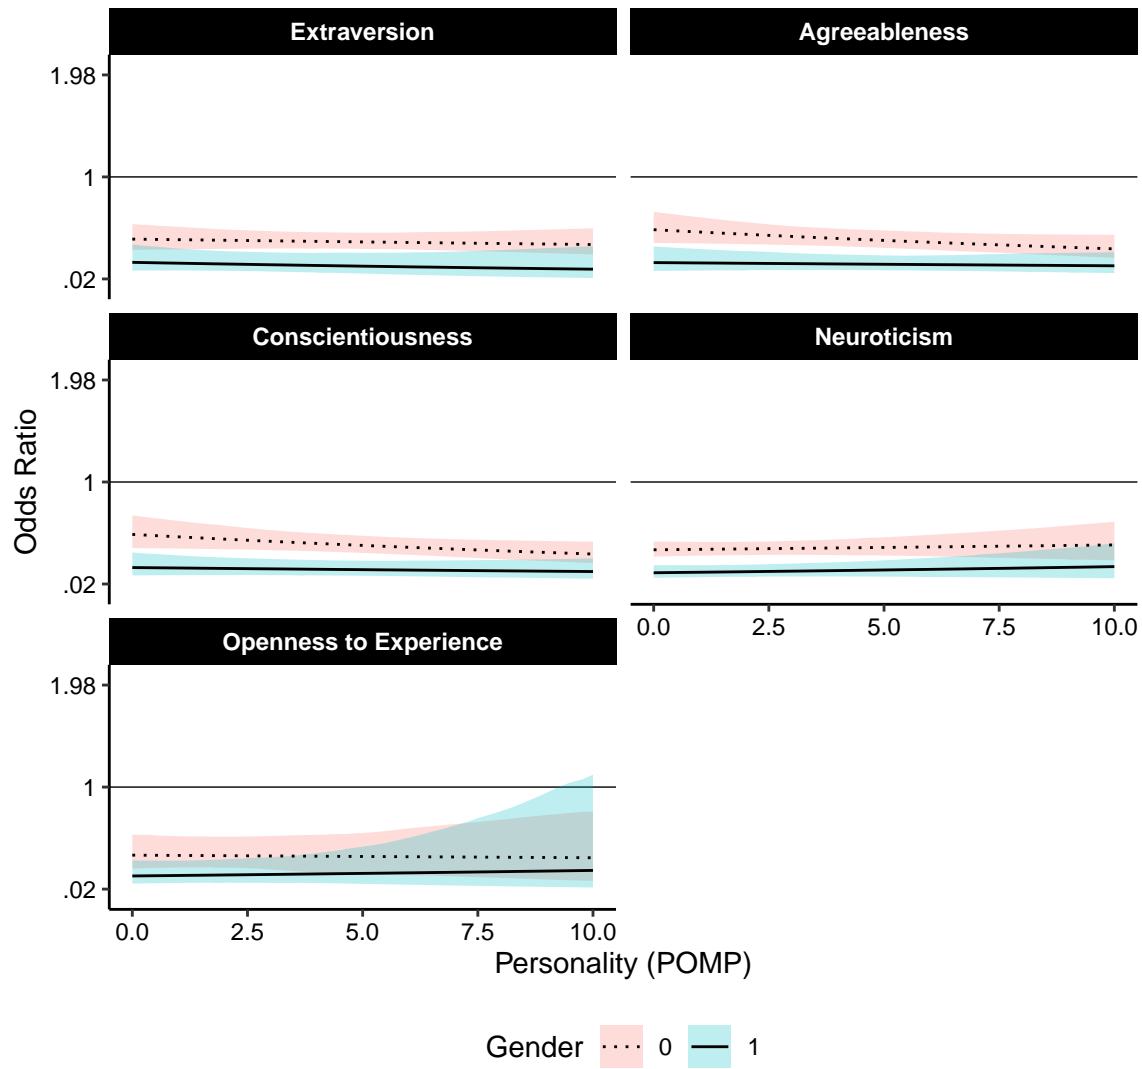 Extraversion
Agreeableness
1.98
1
.02
Conscientiousness
Neuroticism
1.98
1
.02
0.0 2.5 5.0 7.5 10.0
Openness to Experience
1.98
1
.02
0.0 2.5 5.0 7.5 10.0
Odds Ratio
Personality (POMP)
Gender 0 1